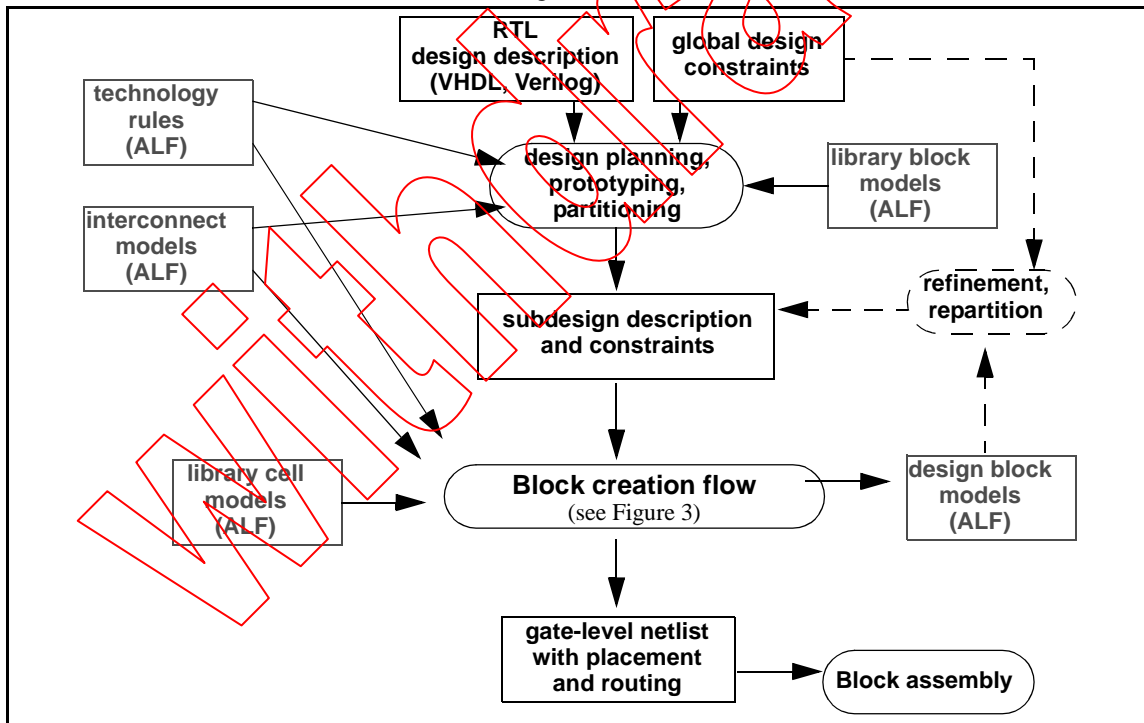 RTL
design description
(VHDL, Verilog)
global design
constraints
technology
rules
(ALF)
design planning,
prototyping,
partitioning
library block
models
(ALF)
interconnect
models
(ALF)
refinement,
repartition
subdesign description
and constraints
library cell
models
(ALF)
Block creation flow
(see Figure 3)
design block
models
(ALF)
gate-level netlist
with placement
and routing
Block assembly